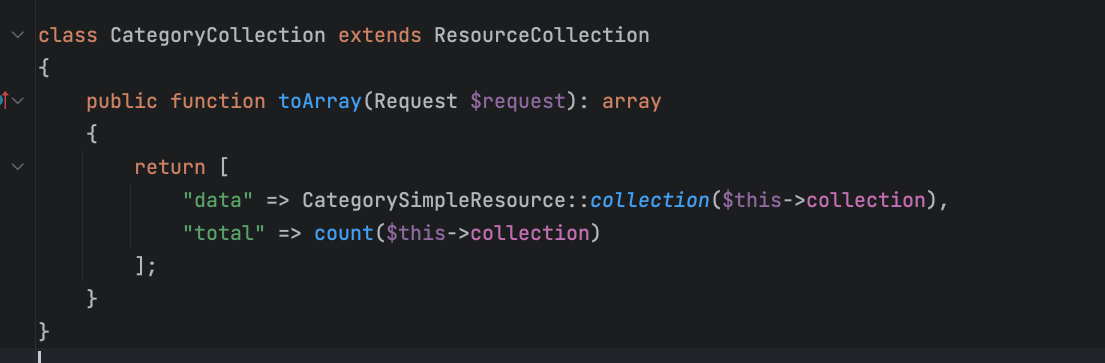 class CategoryCollection extends ResourceCollection
{
    public function toArray(Request $request): array
    {
        return [
            "data" => CategorySimpleResource::collection($this->collection),
            "total" => count($this->collection)
        ];
    }
}